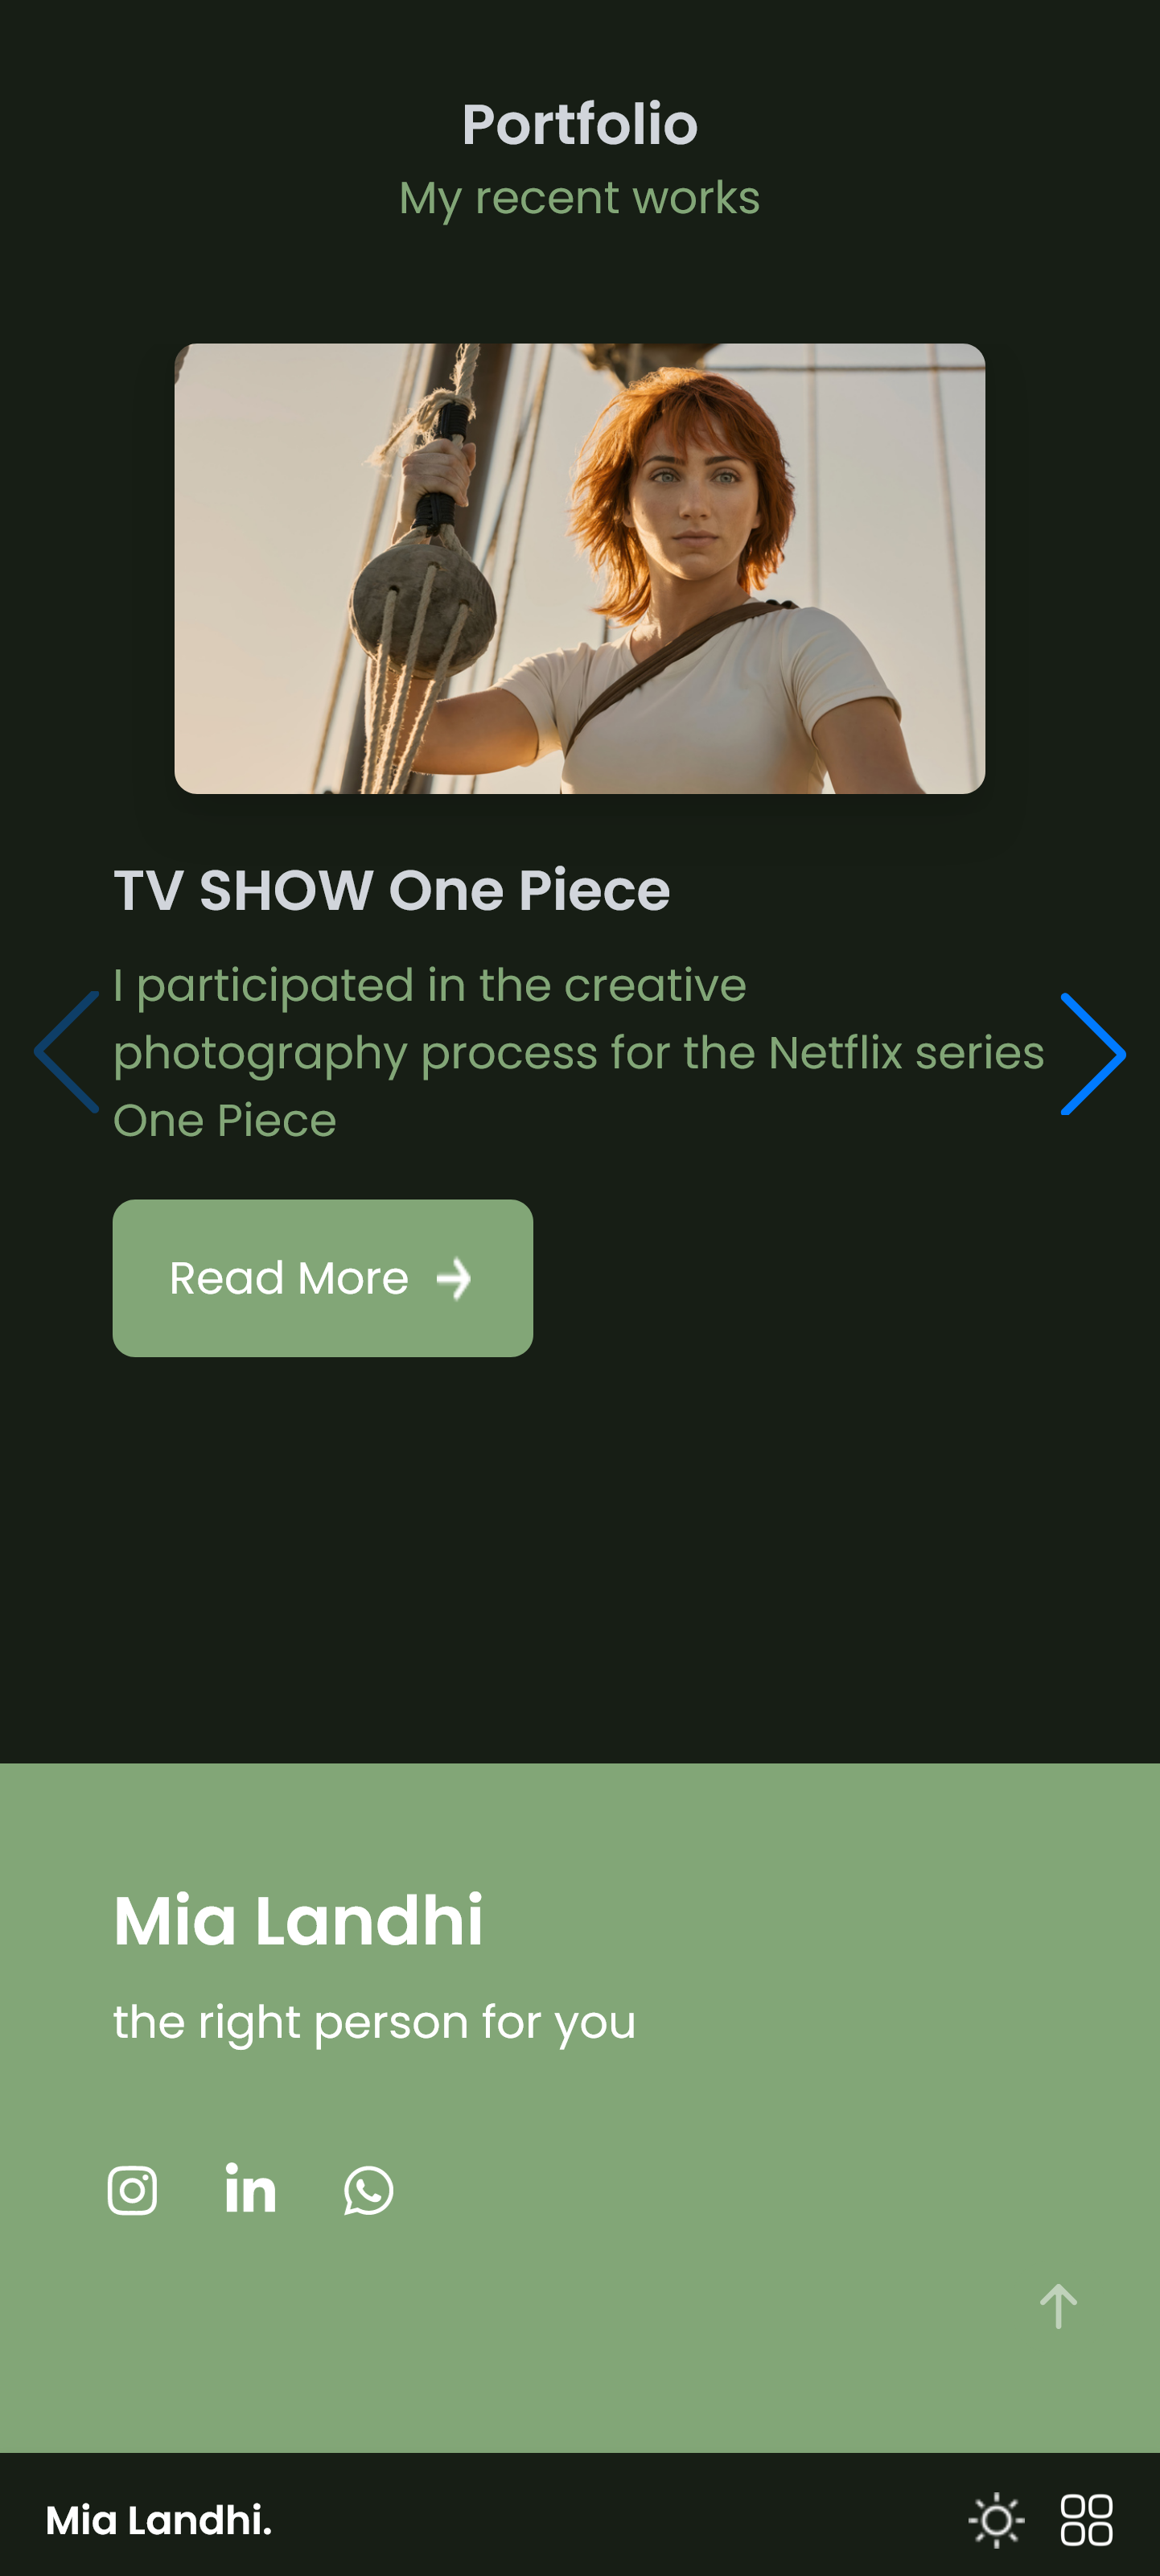 Portfolio
My recent works
TV SHOW One Piece
I participated in the creative
photography process for the Netflix series
One Piece
Read More
Mia Landhi
the right person for you
in
Mia Landhi.